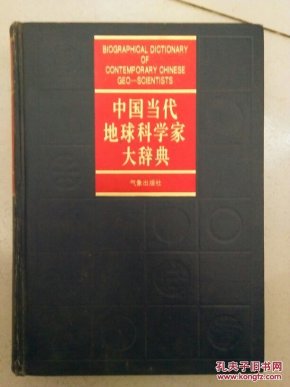 BIOGRAPHICAL DICTIONARY
OF
CONTEMPORARY CHINESE
GEO—SCIENTISTS
中国当代
地球科学家
大辞典
气象出版社
孔夫子旧书网